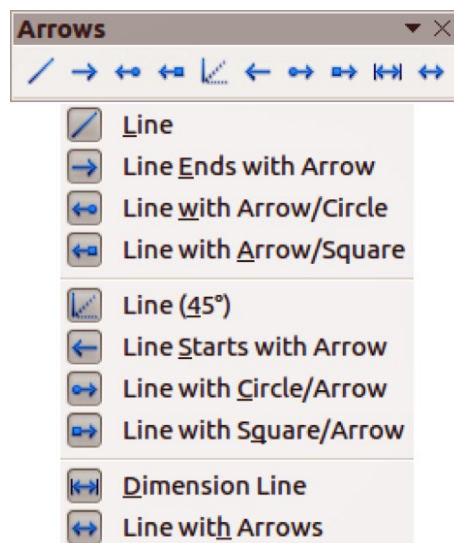 Arrows
Line
Line Ends with Arrow
Line with Arrow/Circle
Line with Arrow/Square
Line (45°)
Line Starts with Arrow
Line with Circle/Arrow
Line with Square/Arrow
Dimension Line
Line with Arrows